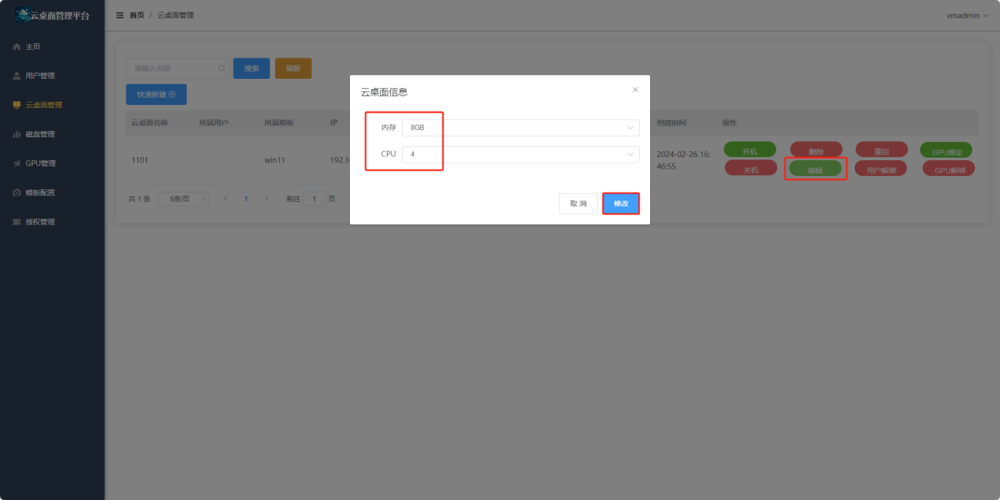 云桌面管理平台
首页 / 云桌面管理
vmadmin
主页
用户管理
云桌面管理
磁盘管理
GPU管理
模板配置
授权管理
请输入名称
搜索
刷新
快速新建
云桌面名称 所属用户 所属模板 IP 创建时间 操作
1101 win11 192.1 2024-02-26 16:
46:55
开机 删除 重启 GPU绑定
关机 编辑 用户解绑 GPU解绑
共 1 条 5条/页 1 前往 1 页
云桌面信息
内存 8GB
CPU 4
取 消 修改